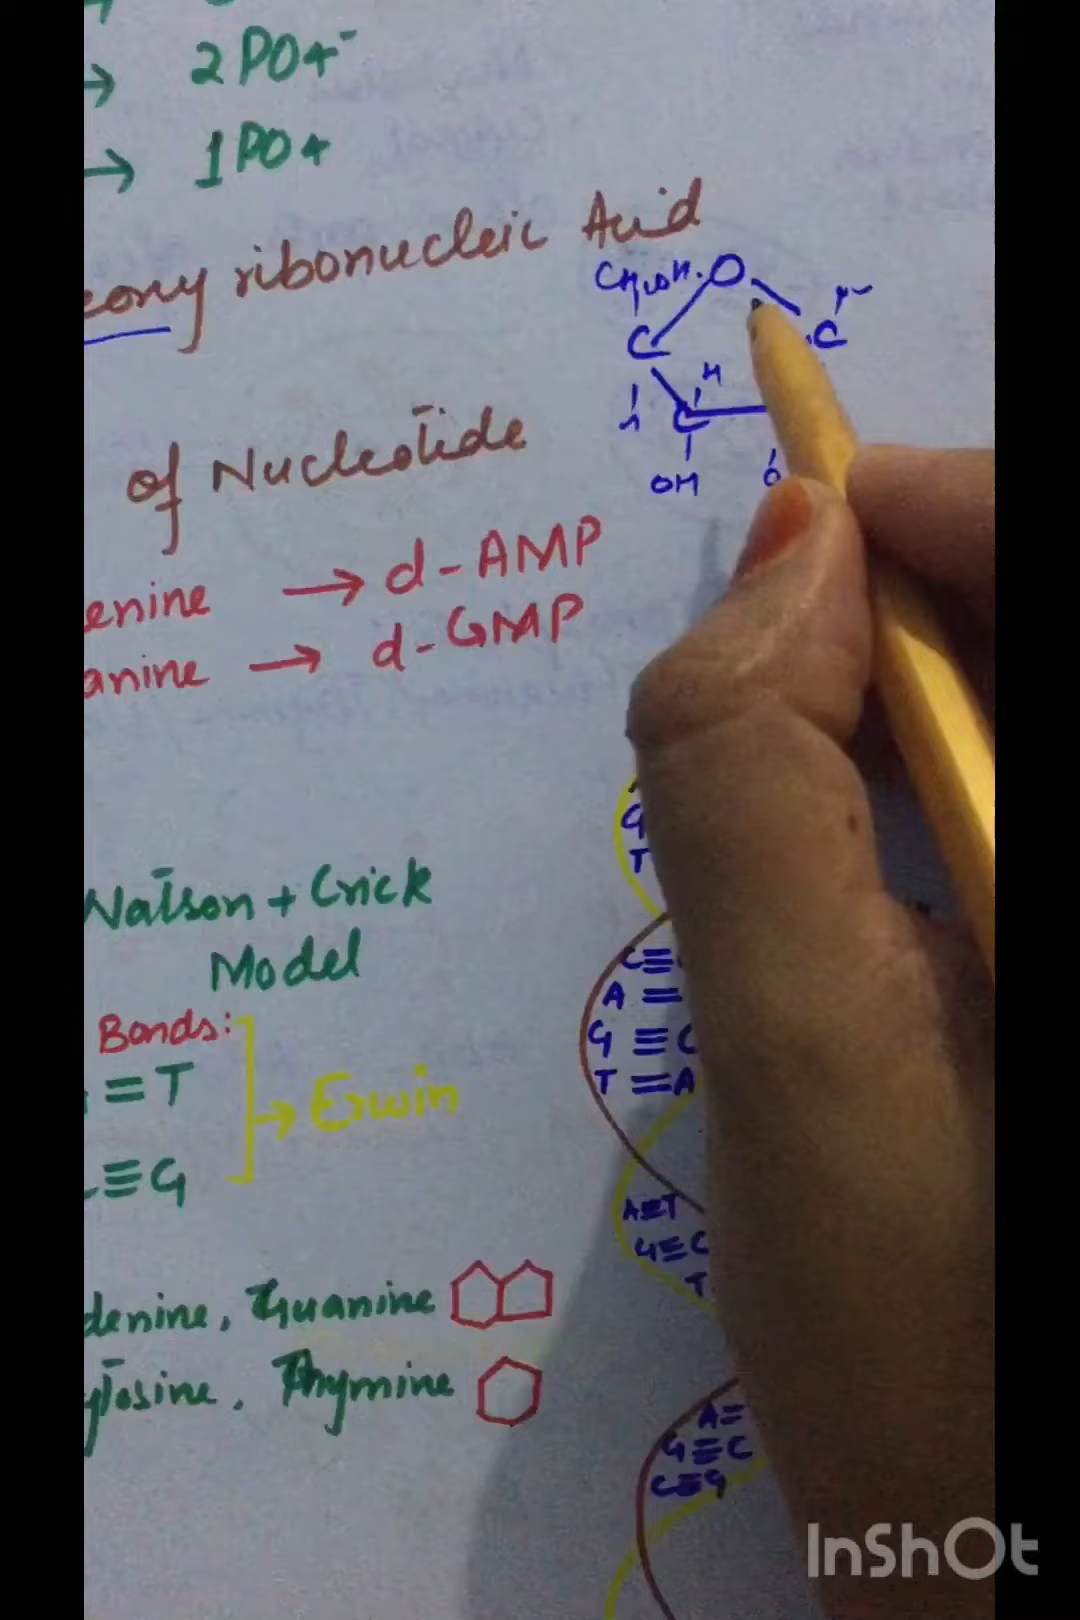 → 2PO4-
→ 1PO4
eoxy ribonucleic Acid
CH2OH O
C C
H
H C
OH
of Nucleotide
enine → d-AMP
anine → d-GMP
G
T
Watson + Crick
Model
C≡
A =
Bonds:
G ≡ C
= T → Erwin
T = A
≡ G
A=T
G≡C
T
denine, Guanine
ytosine, Thymine
A=
G≡C
C≡G
InShOt